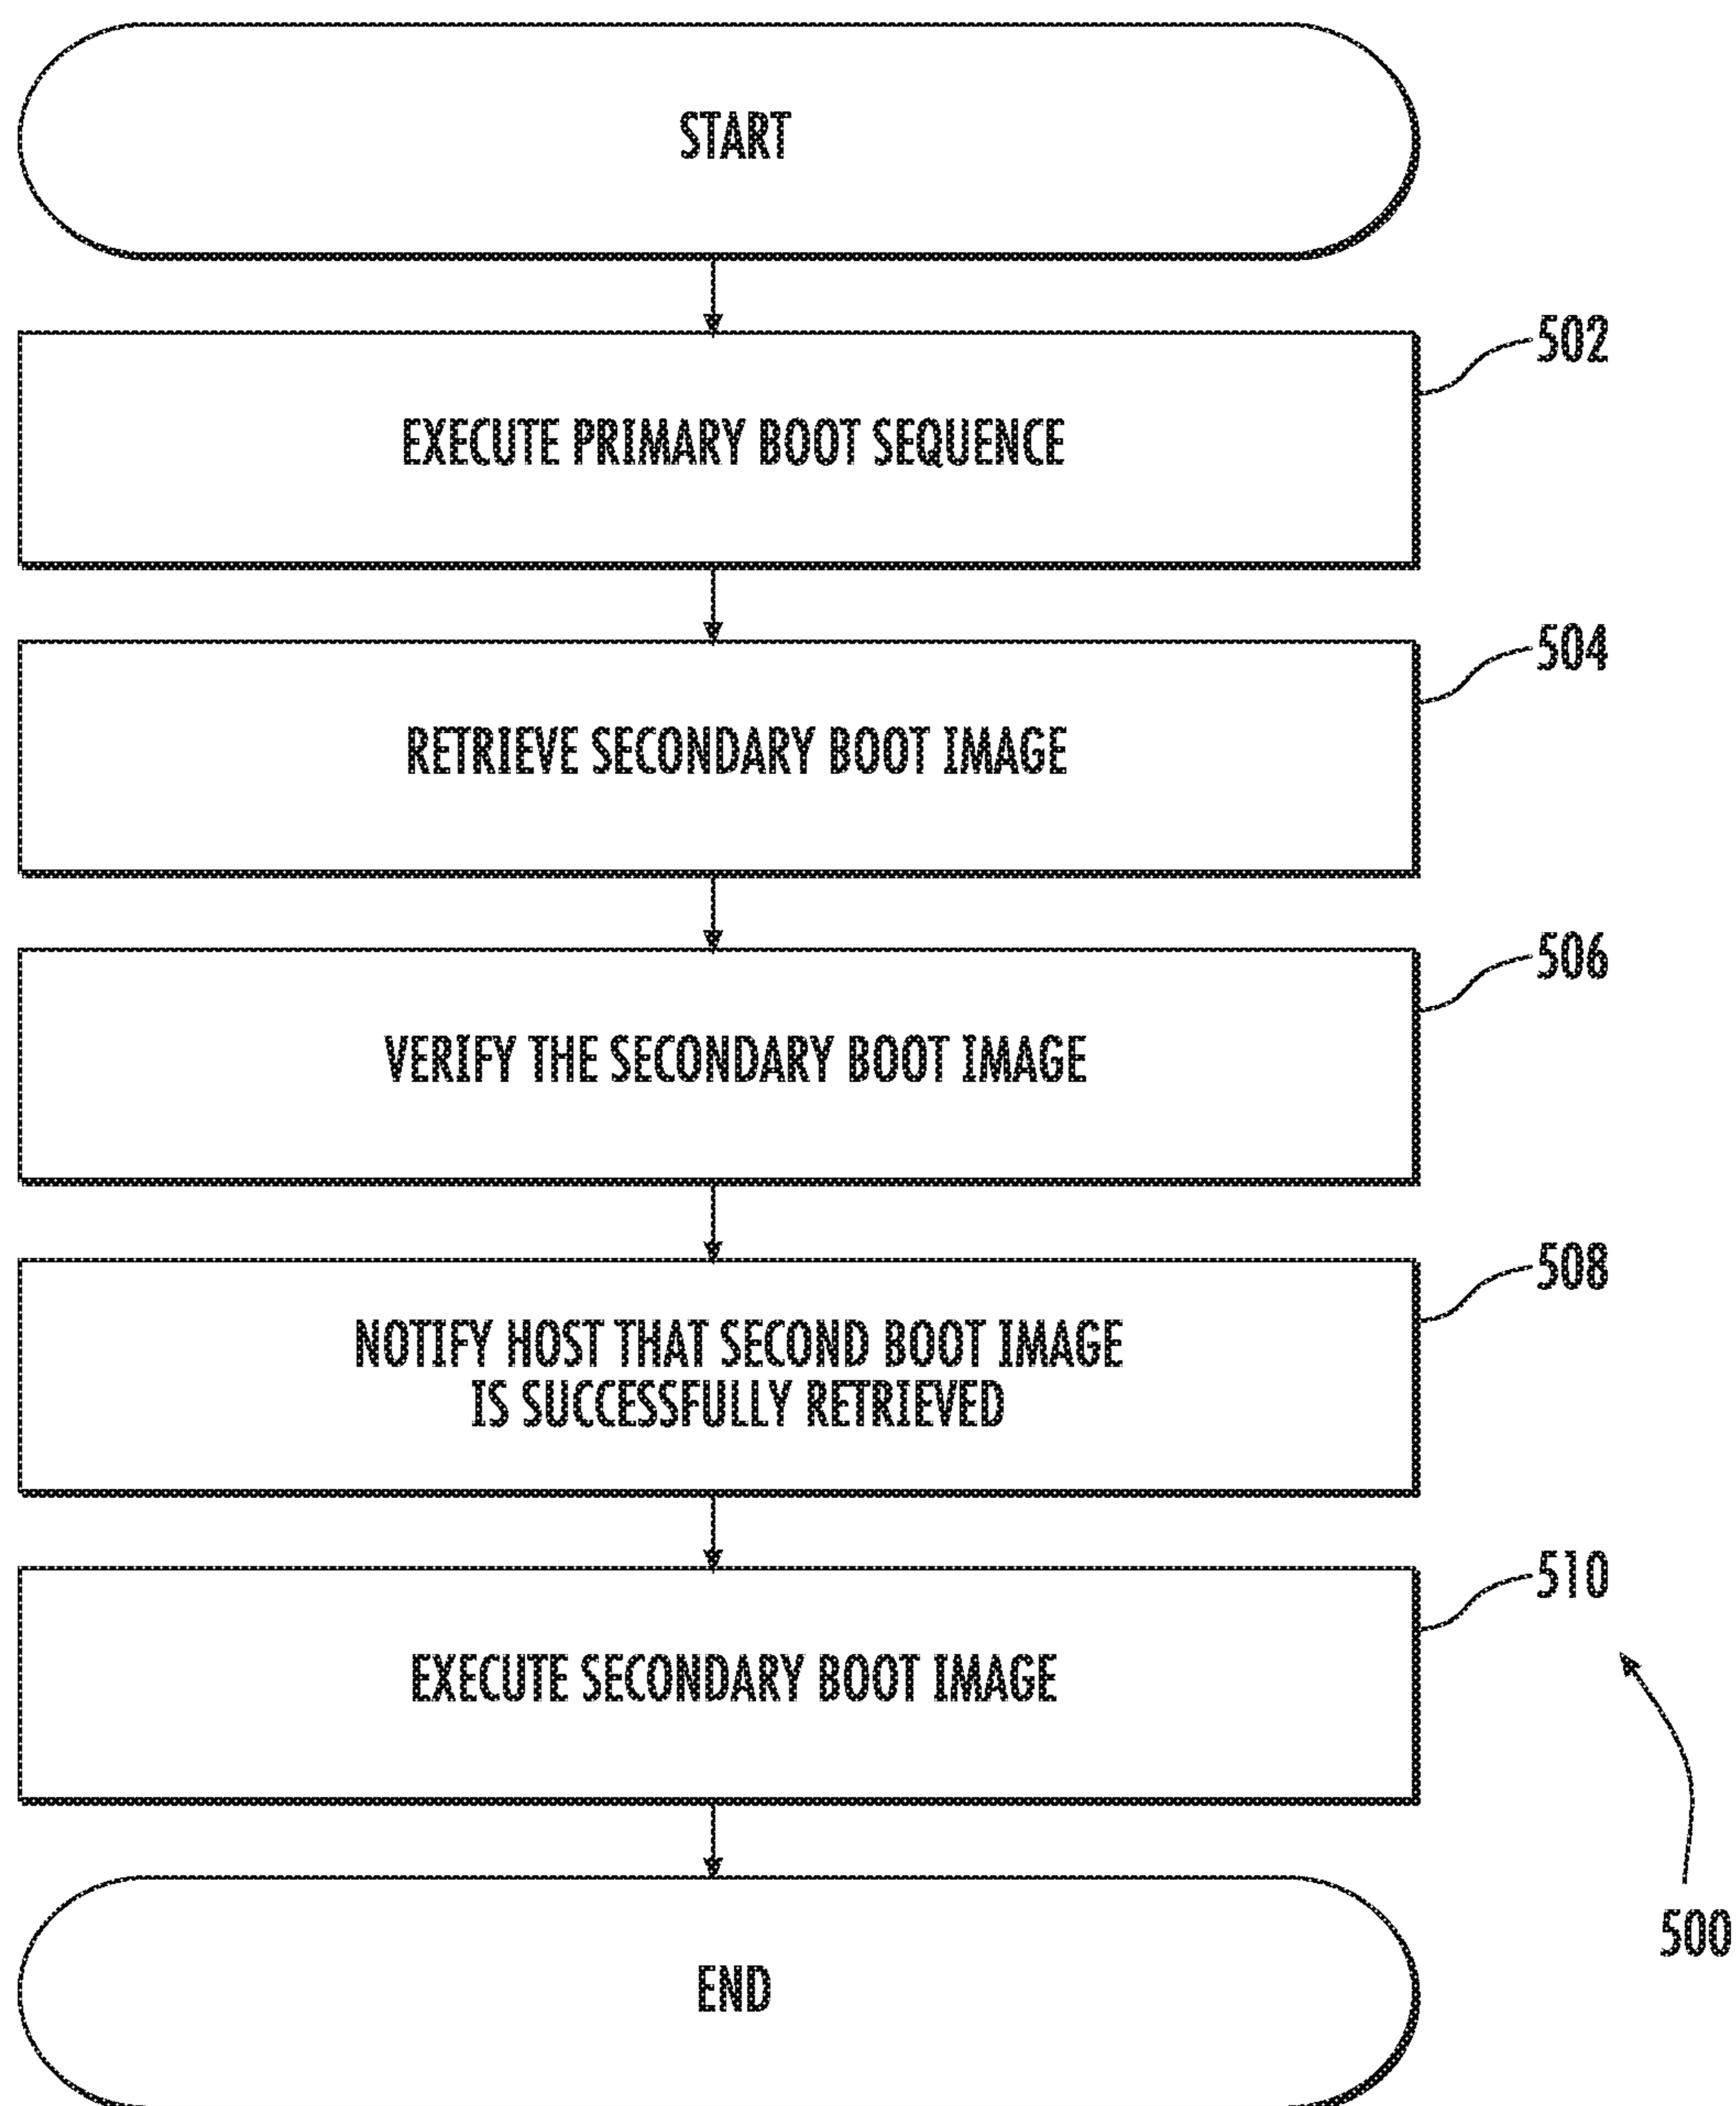 START
502
EXECUTE PRIMARY BOOT SEQUENCE
504
RETRIEVE SECONDARY BOOT IMAGE
506
VERIFY THE SECONDARY BOOT IMAGE
508
NOTIFY HOST THAT SECOND BOOT IMAGE
IS SUCCESSFULLY RETRIEVED
510
EXECUTE SECONDARY BOOT IMAGE
500
END